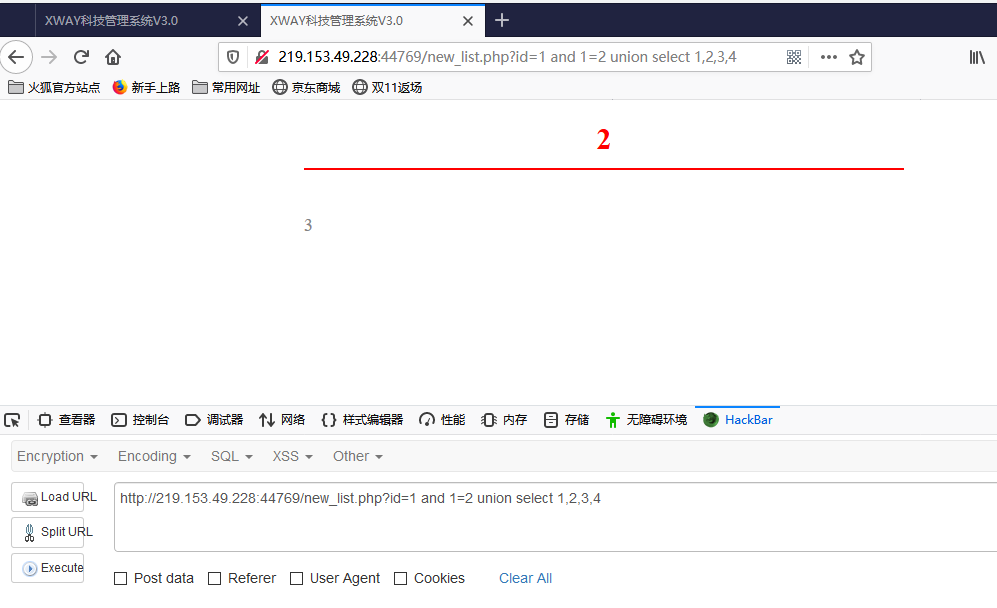 XWAY科技管理系统V3.0
XWAY科技管理系统V3.0
219.153.49.228:44769/new_list.php?id=1 and 1=2 union select 1,2,3,4
火狐官方站点 新手上路 常用网址 京东商城 双11返场
2
3
查看器 控制台 调试器 网络 样式编辑器 性能 内存 存储 无障碍环境 HackBar
Encryption Encoding SQL XSS Other
Load URL
http://219.153.49.228:44769/new_list.php?id=1 and 1=2 union select 1,2,3,4
Split URL
Execute
Post data Referer User Agent Cookies Clear All